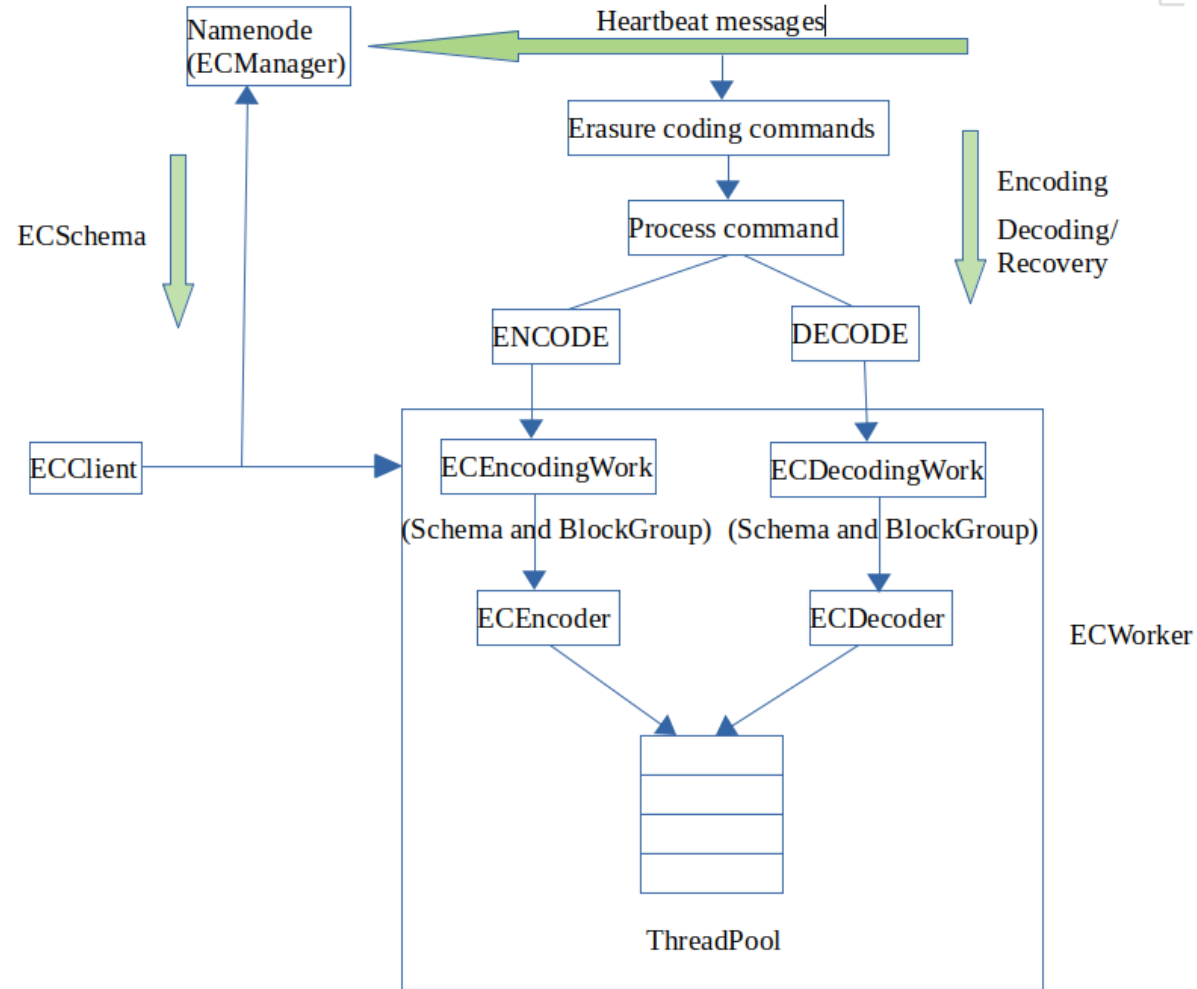 Namenode
(ECManager)
Heartbeat messages
Erasure coding commands
Process command
ECSchema
Encoding
Decoding/
Recovery
ENCODE
DECODE
ECClient
ECEncodingWork
ECDecodingWork
(Schema and BlockGroup)
(Schema and BlockGroup)
ECEncoder
ECDecoder
ECWorker
ThreadPool